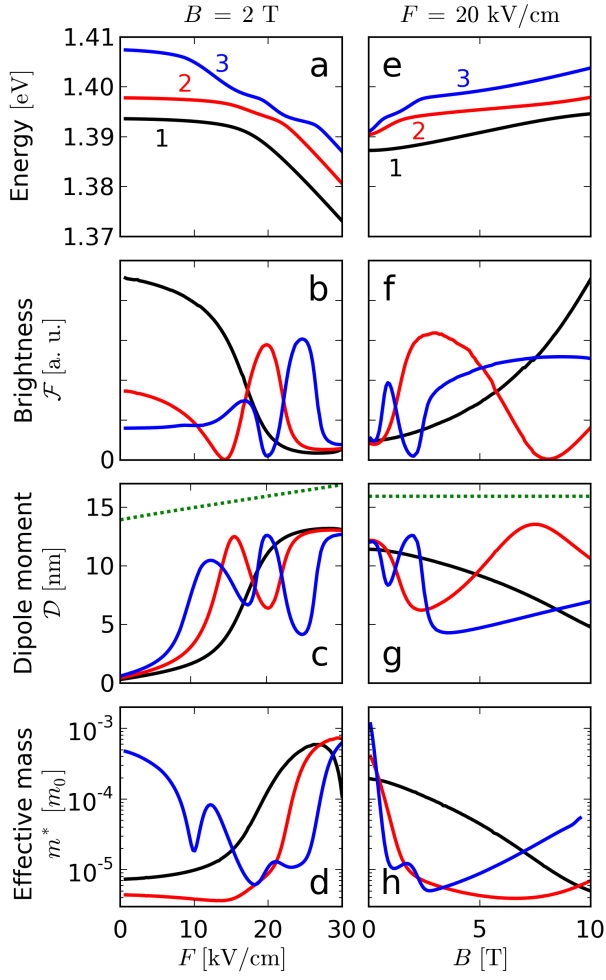 B = 2 T
F = 20 kV/cm
Energy [eV]
1.41
1.40
1.39
1.38
1.37
a
3
2
1
e
3
2
1
Brightness
ℱ [a. u.]
0
b
f
Dipole moment
𝒟 [nm]
15
10
5
0
c
g
Effective mass
m* [m₀]
10⁻³
10⁻⁴
10⁻⁵
d
h
0 10 20 30
0 5 10
F [kV/cm]
B [T]